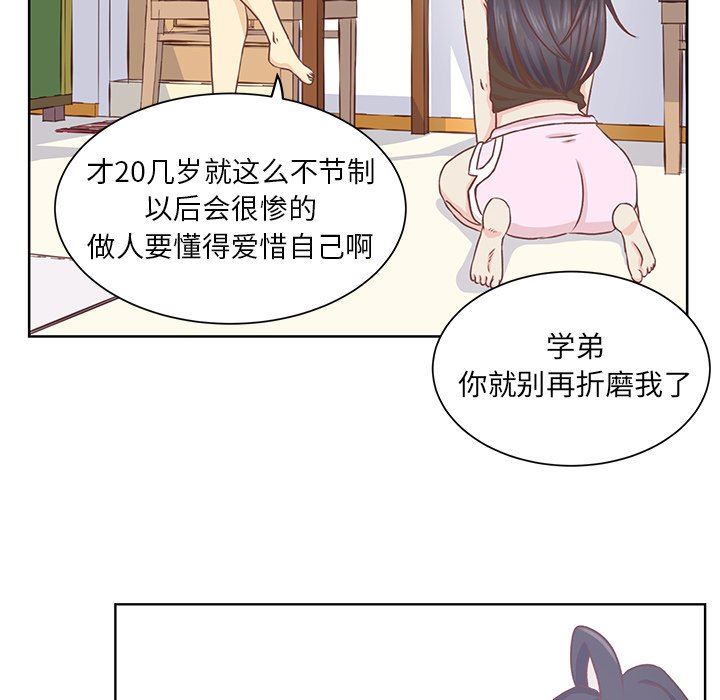 才20几岁就这么不节制
以后会很惨的
做人要懂得爱惜自己啊
学弟
你就别再折磨我了